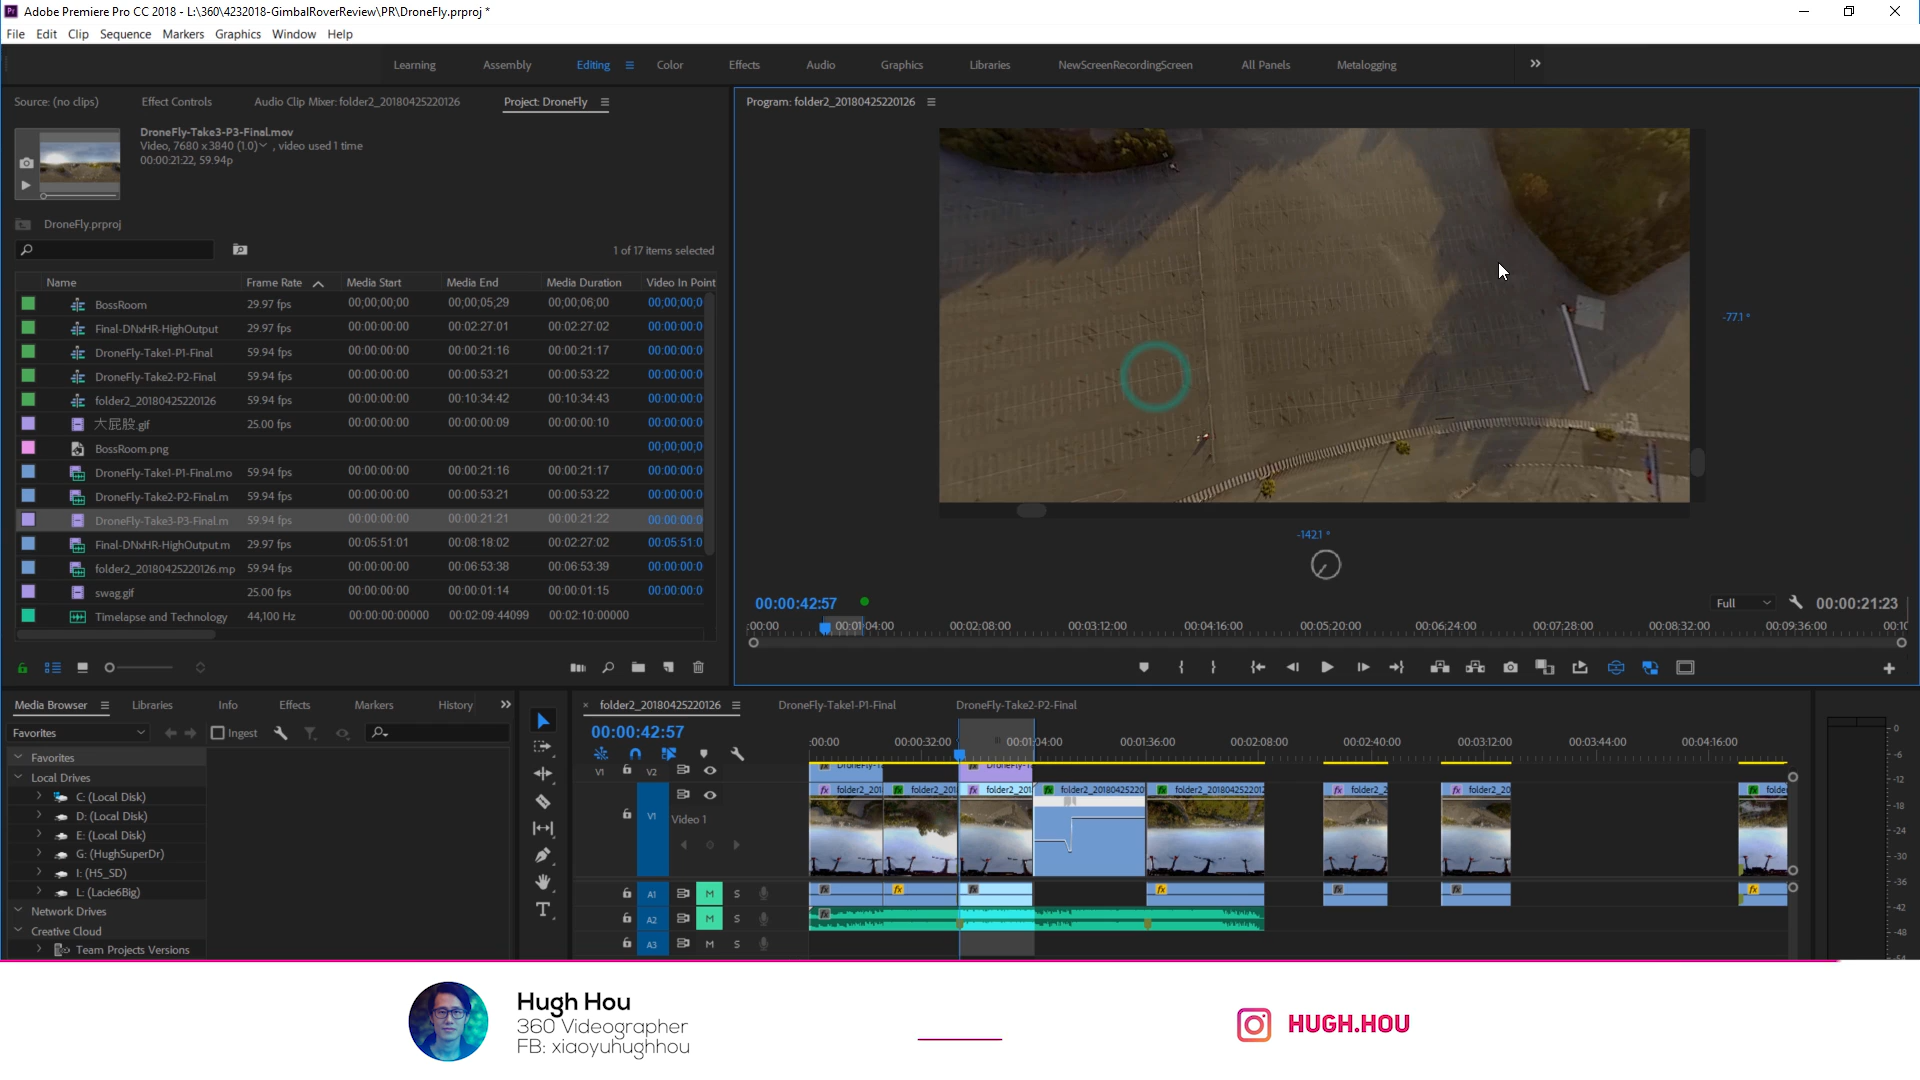 Adobe Premiere Pro CC 2018 - L:\360\4232018-GimbalRoverReview\PR\DroneFly.prproj *
File Edit Clip Sequence Markers Graphics Window Help
Learning Assembly Editing Color Effects Audio Graphics Libraries NewScreenRecordingScreen All Panels Metalogging
Source: (no clips) Effect Controls Audio Clip Mixer: folder2_20180425220126 Project: DroneFly
Program: folder2_20180425220126
DroneFly-Take3-P3-Final.mov
Video, 7680 x 3840 (1.0) , video used 1 time
00:00:21:22, 59.94p
DroneFly.prproj
1 of 17 items selected
Name Frame Rate Media Start Media End Media Duration Video In Point
BossRoom 29.97 fps 00;00;00;00 00;00;05;29 00;00;06;00 00;00;00;0
Final-DNxHR-HighOutput 29.97 fps 00:00:00:00 00:02:27:01 00:02:27:02 00:00:00:0
DroneFly-Take1-P1-Final 59.94 fps 00:00:00:00 00:00:21:16 00:00:21:17 00:00:00:0
DroneFly-Take2-P2-Final 59.94 fps 00:00:00:00 00:00:53:21 00:00:53:22 00:00:00:0
folder2_20180425220126 59.94 fps 00:00:00:00 00:10:34:42 00:10:34:43 00:00:00:0
大屁股.gif 25.00 fps 00:00:00:00 00:00:00:09 00:00:00:10 00:00:00:0
BossRoom.png 00;00;00;0
DroneFly-Take1-P1-Final.mo 59.94 fps 00:00:00:00 00:00:21:16 00:00:21:17 00:00:00:0
DroneFly-Take2-P2-Final.m 59.94 fps 00:00:00:00 00:00:53:21 00:00:53:22 00:00:00:0
DroneFly-Take3-P3-Final.m 59.94 fps 00:00:00:00 00:00:21:21 00:00:21:22 00:00:00:0
Final-DNxHR-HighOutput.m 29.97 fps 00:05:51:01 00:08:18:02 00:02:27:02 00:05:51:0
folder2_20180425220126.mp 59.94 fps 00:00:00:00 00:06:53:38 00:06:53:39 00:00:00:0
swag.gif 25.00 fps 00:00:00:00 00:00:01:14 00:00:01:15 00:00:00:0
Timelapse and Technology 44,100 Hz 00:00:00:00000 00:02:09:44099 00:02:10:00000
-77.1 °
-142.1 °
00:00:42:57 Full 00:00:21:23
:00:00 00:01:04:00 00:02:08:00 00:03:12:00 00:04:16:00 00:05:20:00 00:06:24:00 00:07:28:00 00:08:32:00 00:09:36:00 00:10
Media Browser Libraries Info Effects Markers History
Favorites Ingest
Favorites
Local Drives
C: (Local Disk)
D: (Local Disk)
E: (Local Disk)
G: (HughSuperDr)
I: (H5_SD)
L: (Lacie6Big)
Network Drives
Creative Cloud
Team Projects Versions
folder2_20180425220126 DroneFly-Take1-P1-Final DroneFly-Take2-P2-Final
00:00:42:57
:00:00 00:00:32:00 00:01:04:00 00:01:36:00 00:02:08:00 00:02:40:00 00:03:12:00 00:03:44:00 00:04:16:00
V1 V2
V1 Video 1
folder2_201 folder2_201 folder2_201 folder2_2018042522 folder2_2018042522012 folder2_2 folder2_20 folde
A1 M S
A2 M S
A3 M S
0
-6
-12
-18
-24
-30
-36
-42
-48
-54
Hugh Hou
360 Videographer
FB: xiaoyuhughhou
HUGH.HOU